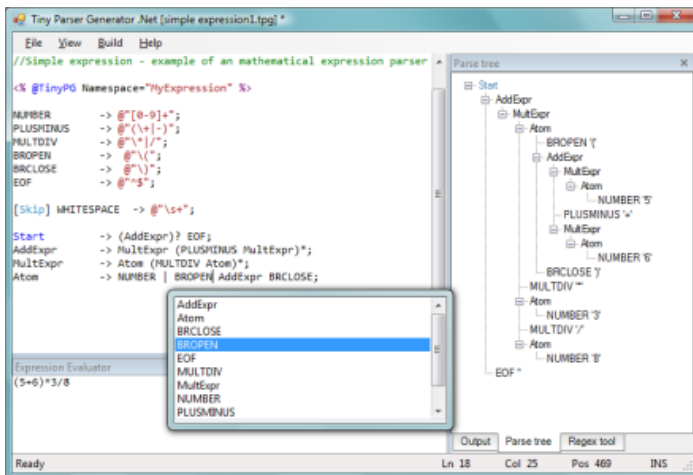 Tiny Parser Generator .Net [simple expression1.tpg] *
File View Build Help
//Simple expression - example of an mathematical expression parser
<% @TinyPG Namespace="MyExpression" %>
NUMBER -> @"[0-9]+";
PLUSMINUS -> @"(\+|-)";
MULTDIV -> @"\*|/";
BROPEN -> @"\(";
BRCLOSE -> @"\)";
EOF -> @"^$";
[Skip] WHITESPACE -> @"\s+";
Start -> (AddExpr)? EOF;
AddExpr -> MultExpr (PLUSMINUS MultExpr)*;
MultExpr -> Atom (MULTDIV Atom)*;
Atom -> NUMBER | BROPEN AddExpr BRCLOSE;
AddExpr
Atom
BRCLOSE
BROPEN
EOF
MULTDIV
MultExpr
NUMBER
PLUSMINUS
Expression Evaluator
(5+6)*3/8
Parse tree
Start
AddExpr
MultExpr
Atom
BROPEN '('
AddExpr
MultExpr
Atom
NUMBER '5'
PLUSMINUS '+'
MultExpr
Atom
NUMBER '6'
BRCLOSE ')'
MULTDIV '*'
Atom
NUMBER '3'
MULTDIV '/'
Atom
NUMBER '8'
EOF ''
Output Parse tree Regex tool
Ready Ln 18 Col 25 Pos 469 INS